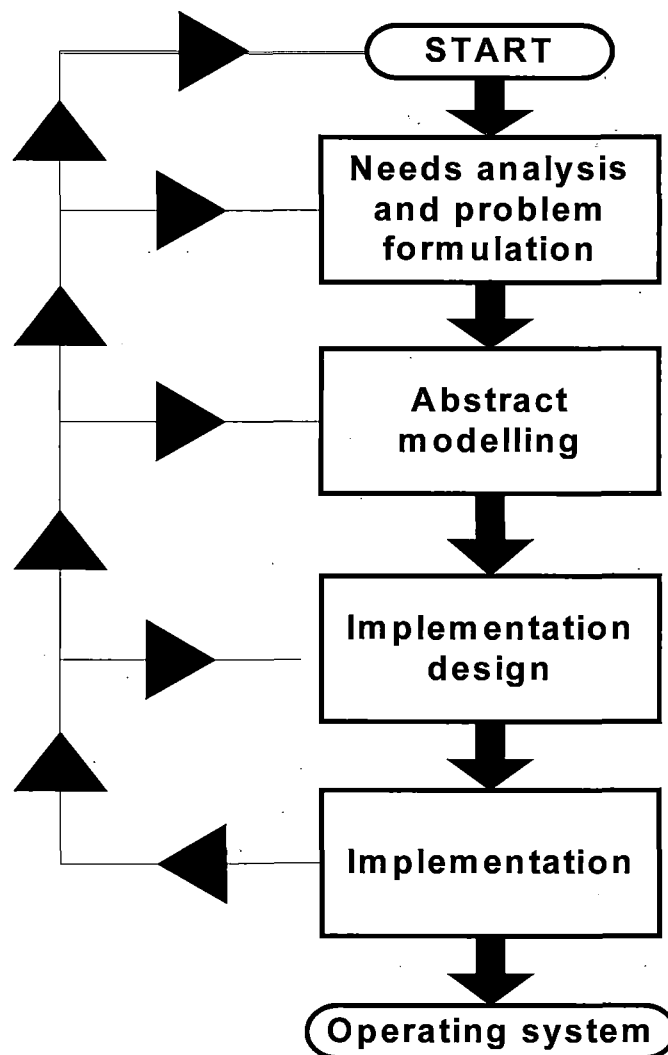 START
Needs analysis
and problem
formulation
Abstract
modelling
Implementation
design
Implementation
Operating system